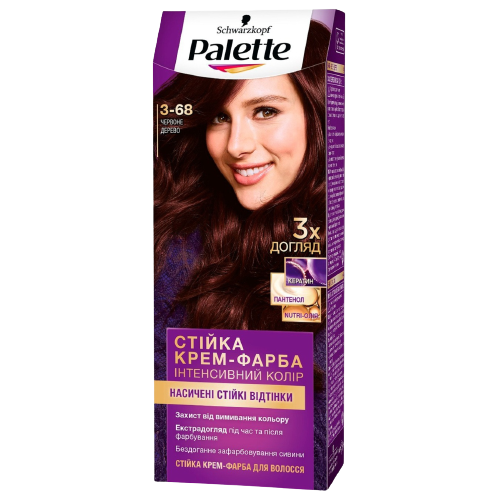 Schwarzkopf
Palette
3-68
ЧЕРВОНЕ
ДЕРЕВО
3x
ДОГЛЯД
КЕРАТИН
ПАНТЕНОЛ
NUTRI-ОЛІЯ
СТІЙКА
КРЕМ-ФАРБА
ІНТЕНСИВНИЙ КОЛІР
НАСИЧЕНІ СТІЙКІ ВІДТІНКИ
Захист від вимивання кольору
Екстрадогляд під час та після
фарбування
Бездоганне зафарбовування сивини
СТІЙКА КРЕМ-ФАРБА ДЛЯ ВОЛОССЯ